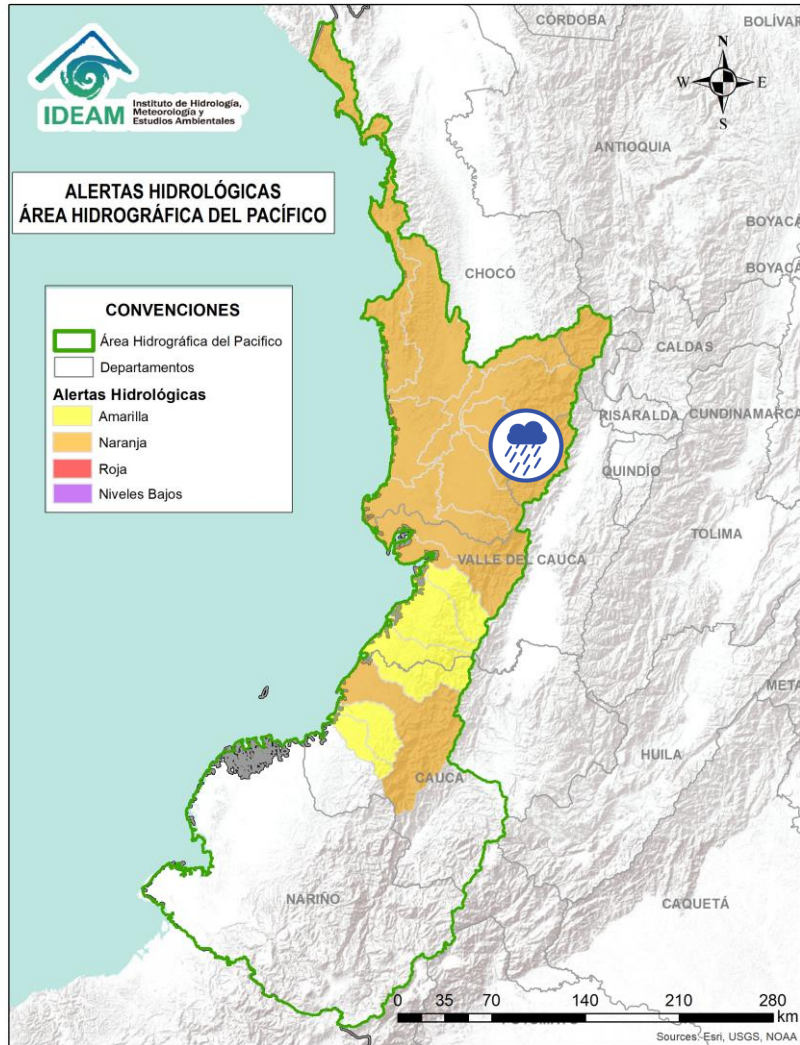 CÓRDOBA
BOLÍVAR
N
W E
S
IDEAM
Instituto de Hidrología,
Meteorología y
Estudios Ambientales
ANTIOQUIA
ALERTAS HIDROLÓGICAS
ÁREA HIDROGRÁFICA DEL PACÍFICO
BOYACÁ
BOYACÁ
CHOCÓ
CONVENCIONES
Área Hidrográfica del Pacifico
Departamentos
Alertas Hidrológicas
Amarilla
Naranja
Roja
Niveles Bajos
CALDAS
RISARALDA
CUNDINAMARCA
QUINDÍO
TOLIMA
VALLE DEL CAUCA
META
HUILA
CAUCA
NARIÑO
CAQUETÁ
0 35 70 140 210 280
km
Sources: Esri, USGS, NOAA